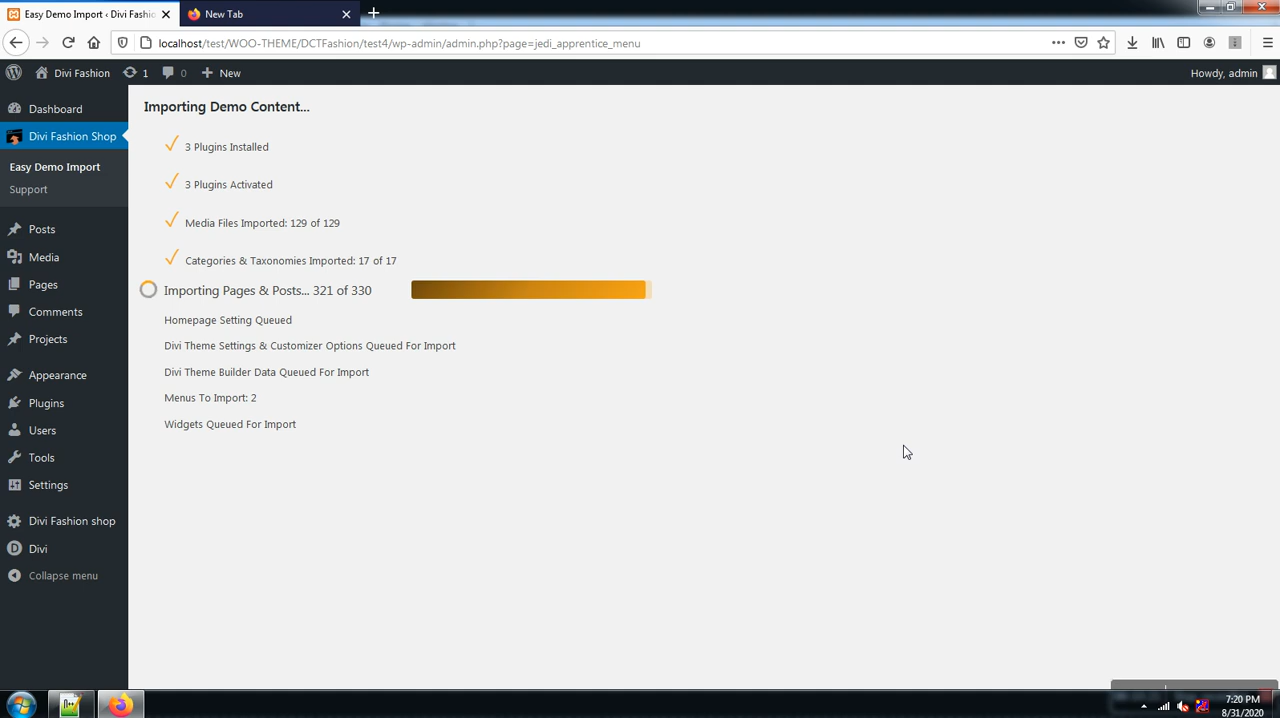 Easy Demo Import ‹ Divi Fashion
New Tab
localhost/test/WOO-THEME/DCTFashion/test4/wp-admin/admin.php?page=jedi_apprentice_menu
Divi Fashion
1
0
New
Howdy, admin
Dashboard
Divi Fashion Shop
Easy Demo Import
Support
Posts
Media
Pages
Comments
Projects
Appearance
Plugins
Users
Tools
Settings
Divi Fashion shop
Divi
Collapse menu
Importing Demo Content...
3 Plugins Installed
3 Plugins Activated
Media Files Imported: 129 of 129
Categories & Taxonomies Imported: 17 of 17
Importing Pages & Posts... 321 of 330
Homepage Setting Queued
Divi Theme Settings & Customizer Options Queued For Import
Divi Theme Builder Data Queued For Import
Menus To Import: 2
Widgets Queued For Import
7:20 PM
8/31/2020